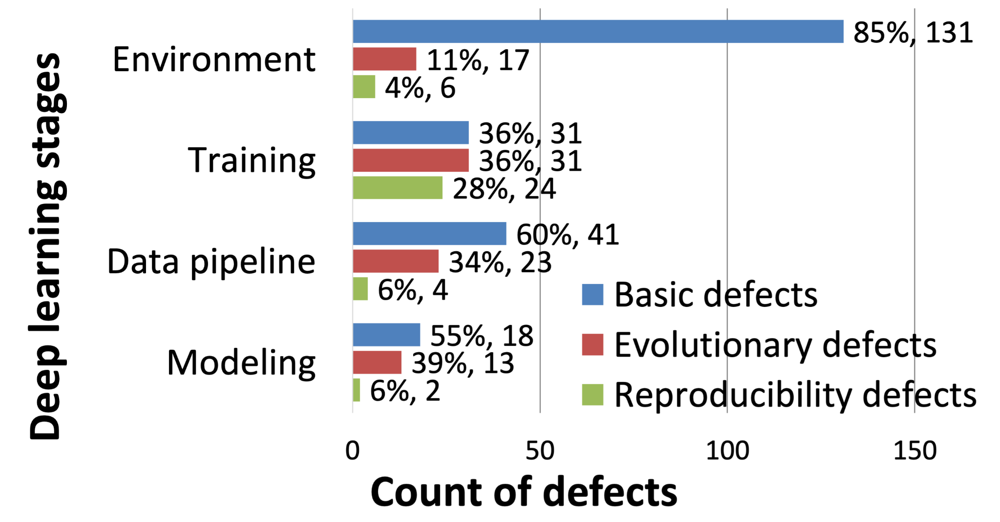 Deep learning stages
Environment
85%, 131
11%, 17
4%, 6
Training
36%, 31
36%, 31
28%, 24
Data pipeline
60%, 41
34%, 23
6%, 4
Modeling
55%, 18
39%, 13
6%, 2
Basic defects
Evolutionary defects
Reproducibility defects
0 50 100 150
Count of defects